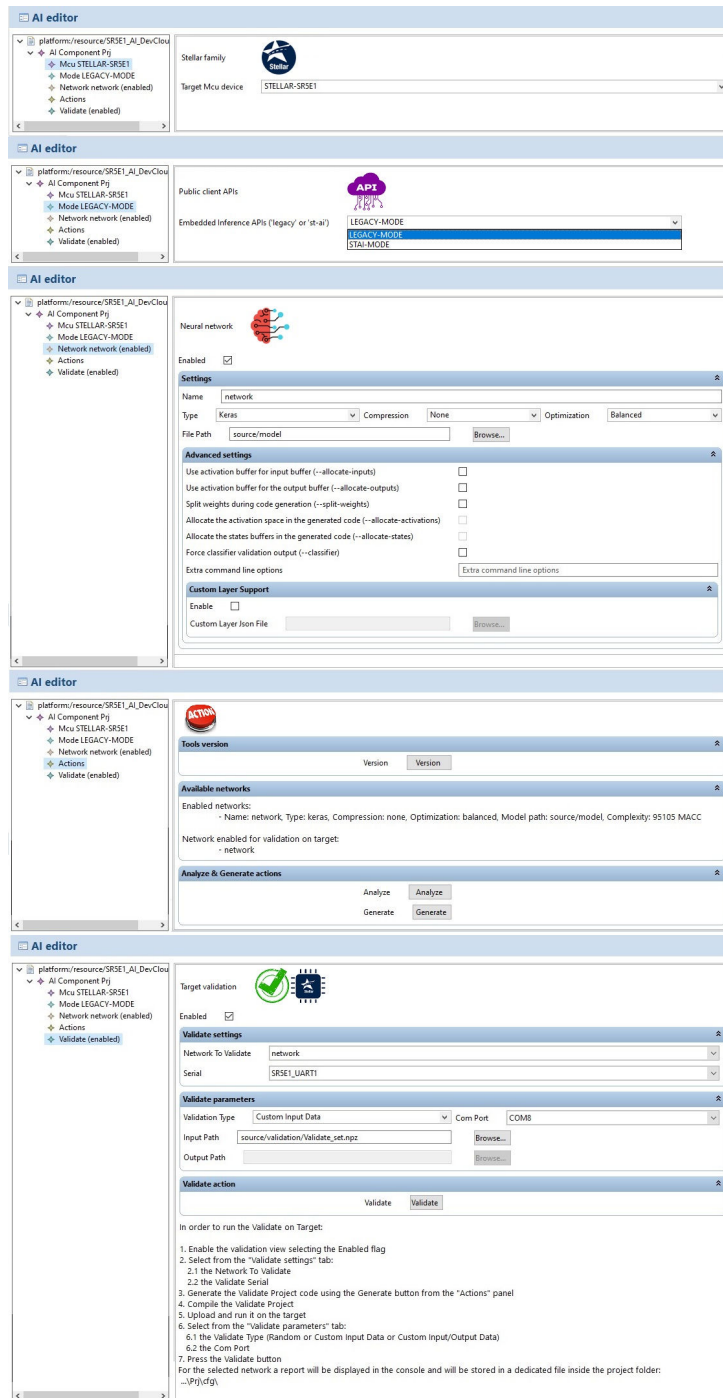 AI editor
platform:/resource/SR5E1_AI_DevClou
AI Component Prj
Mcu STELLAR-SR5E1
Mode LEGACY-MODE
Network network (enabled)
Actions
Validate (enabled)
Stellar family
Stellar
Target Mcu device STELLAR-SR5E1
AI editor
platform:/resource/SR5E1_AI_DevClou
AI Component Prj
Mcu STELLAR-SR5E1
Mode LEGACY-MODE
Network network (enabled)
Actions
Validate (enabled)
Public client APIs
API
Embedded Inference APIs ('legacy' or 'st-ai') LEGACY-MODE
LEGACY-MODE
STAI-MODE
AI editor
platform:/resource/SR5E1_AI_DevClou
AI Component Prj
Mcu STELLAR-SR5E1
Mode LEGACY-MODE
Network network (enabled)
Actions
Validate (enabled)
Neural network
Enabled
Settings
Name network
Type Keras Compression None Optimization Balanced
File Path source/model Browse...
Advanced settings
Use activation buffer for input buffer (--allocate-inputs)
Use activation buffer for the output buffer (--allocate-outputs)
Split weights during code generation (--split-weights)
Allocate the activation space in the generated code (--allocate-activations)
Allocate the states buffers in the generated code (--allocate-states)
Force classifier validation output (--classifier)
Extra command line options Extra command line options
Custom Layer Support
Enable
Custom Layer Json File Browse...
AI editor
platform:/resource/SR5E1_AI_DevClou
AI Component Prj
Mcu STELLAR-SR5E1
Mode LEGACY-MODE
Network network (enabled)
Actions
Validate (enabled)
ACTION
Tools version
Version Version
Available networks
Enabled networks:
- Name: network, Type: keras, Compression: none, Optimization: balanced, Model path: source/model, Complexity: 95105 MACC
Network enabled for validation on target:
- network
Analyze & Generate actions
Analyze Analyze
Generate Generate
AI editor
platform:/resource/SR5E1_AI_DevClou
AI Component Prj
Mcu STELLAR-SR5E1
Mode LEGACY-MODE
Network network (enabled)
Actions
Validate (enabled)
Target validation
Stellar
Enabled
Validate settings
Network To Validate network
Serial SR5E1_UART1
Validate parameters
Validation Type Custom Input Data Com Port COM8
Input Path source/validation/Validate_set.npz Browse...
Output Path Browse...
Validate action
Validate Validate
In order to run the Validate on Target:
1. Enable the validation view selecting the Enabled flag
2. Select from the "Validate settings" tab:
2.1 the Network To Validate
2.2 the Validate Serial
3. Generate the Validate Project code using the Generate button from the "Actions" panel
4. Compile the Validate Project
5. Upload and run it on the target
6. Select from the "Validate parameters" tab:
6.1 the Validate Type (Random or Custom Input Data or Custom Input/Output Data)
6.2 the Com Port
7. Press the Validate button
For the selected network a report will be displayed in the console and will be stored in a dedicated file inside the project folder:
...\Prj\cfg\